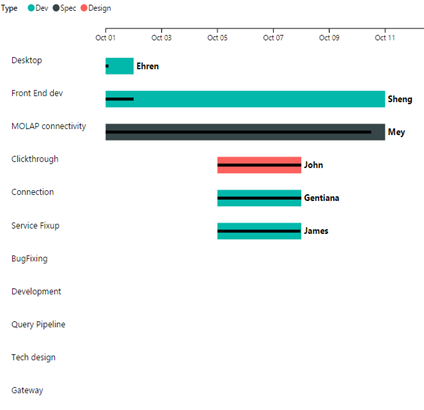 Type Dev Spec Design
Oct 01 Oct 03 Oct 05 Oct 07 Oct 09 Oct 11
Desktop Ehren
Front End dev Sheng
MOLAP connectivity Mey
Clickthrough John
Connection Gentiana
Service Fixup James
BugFixing
Development
Query Pipeline
Tech design
Gateway